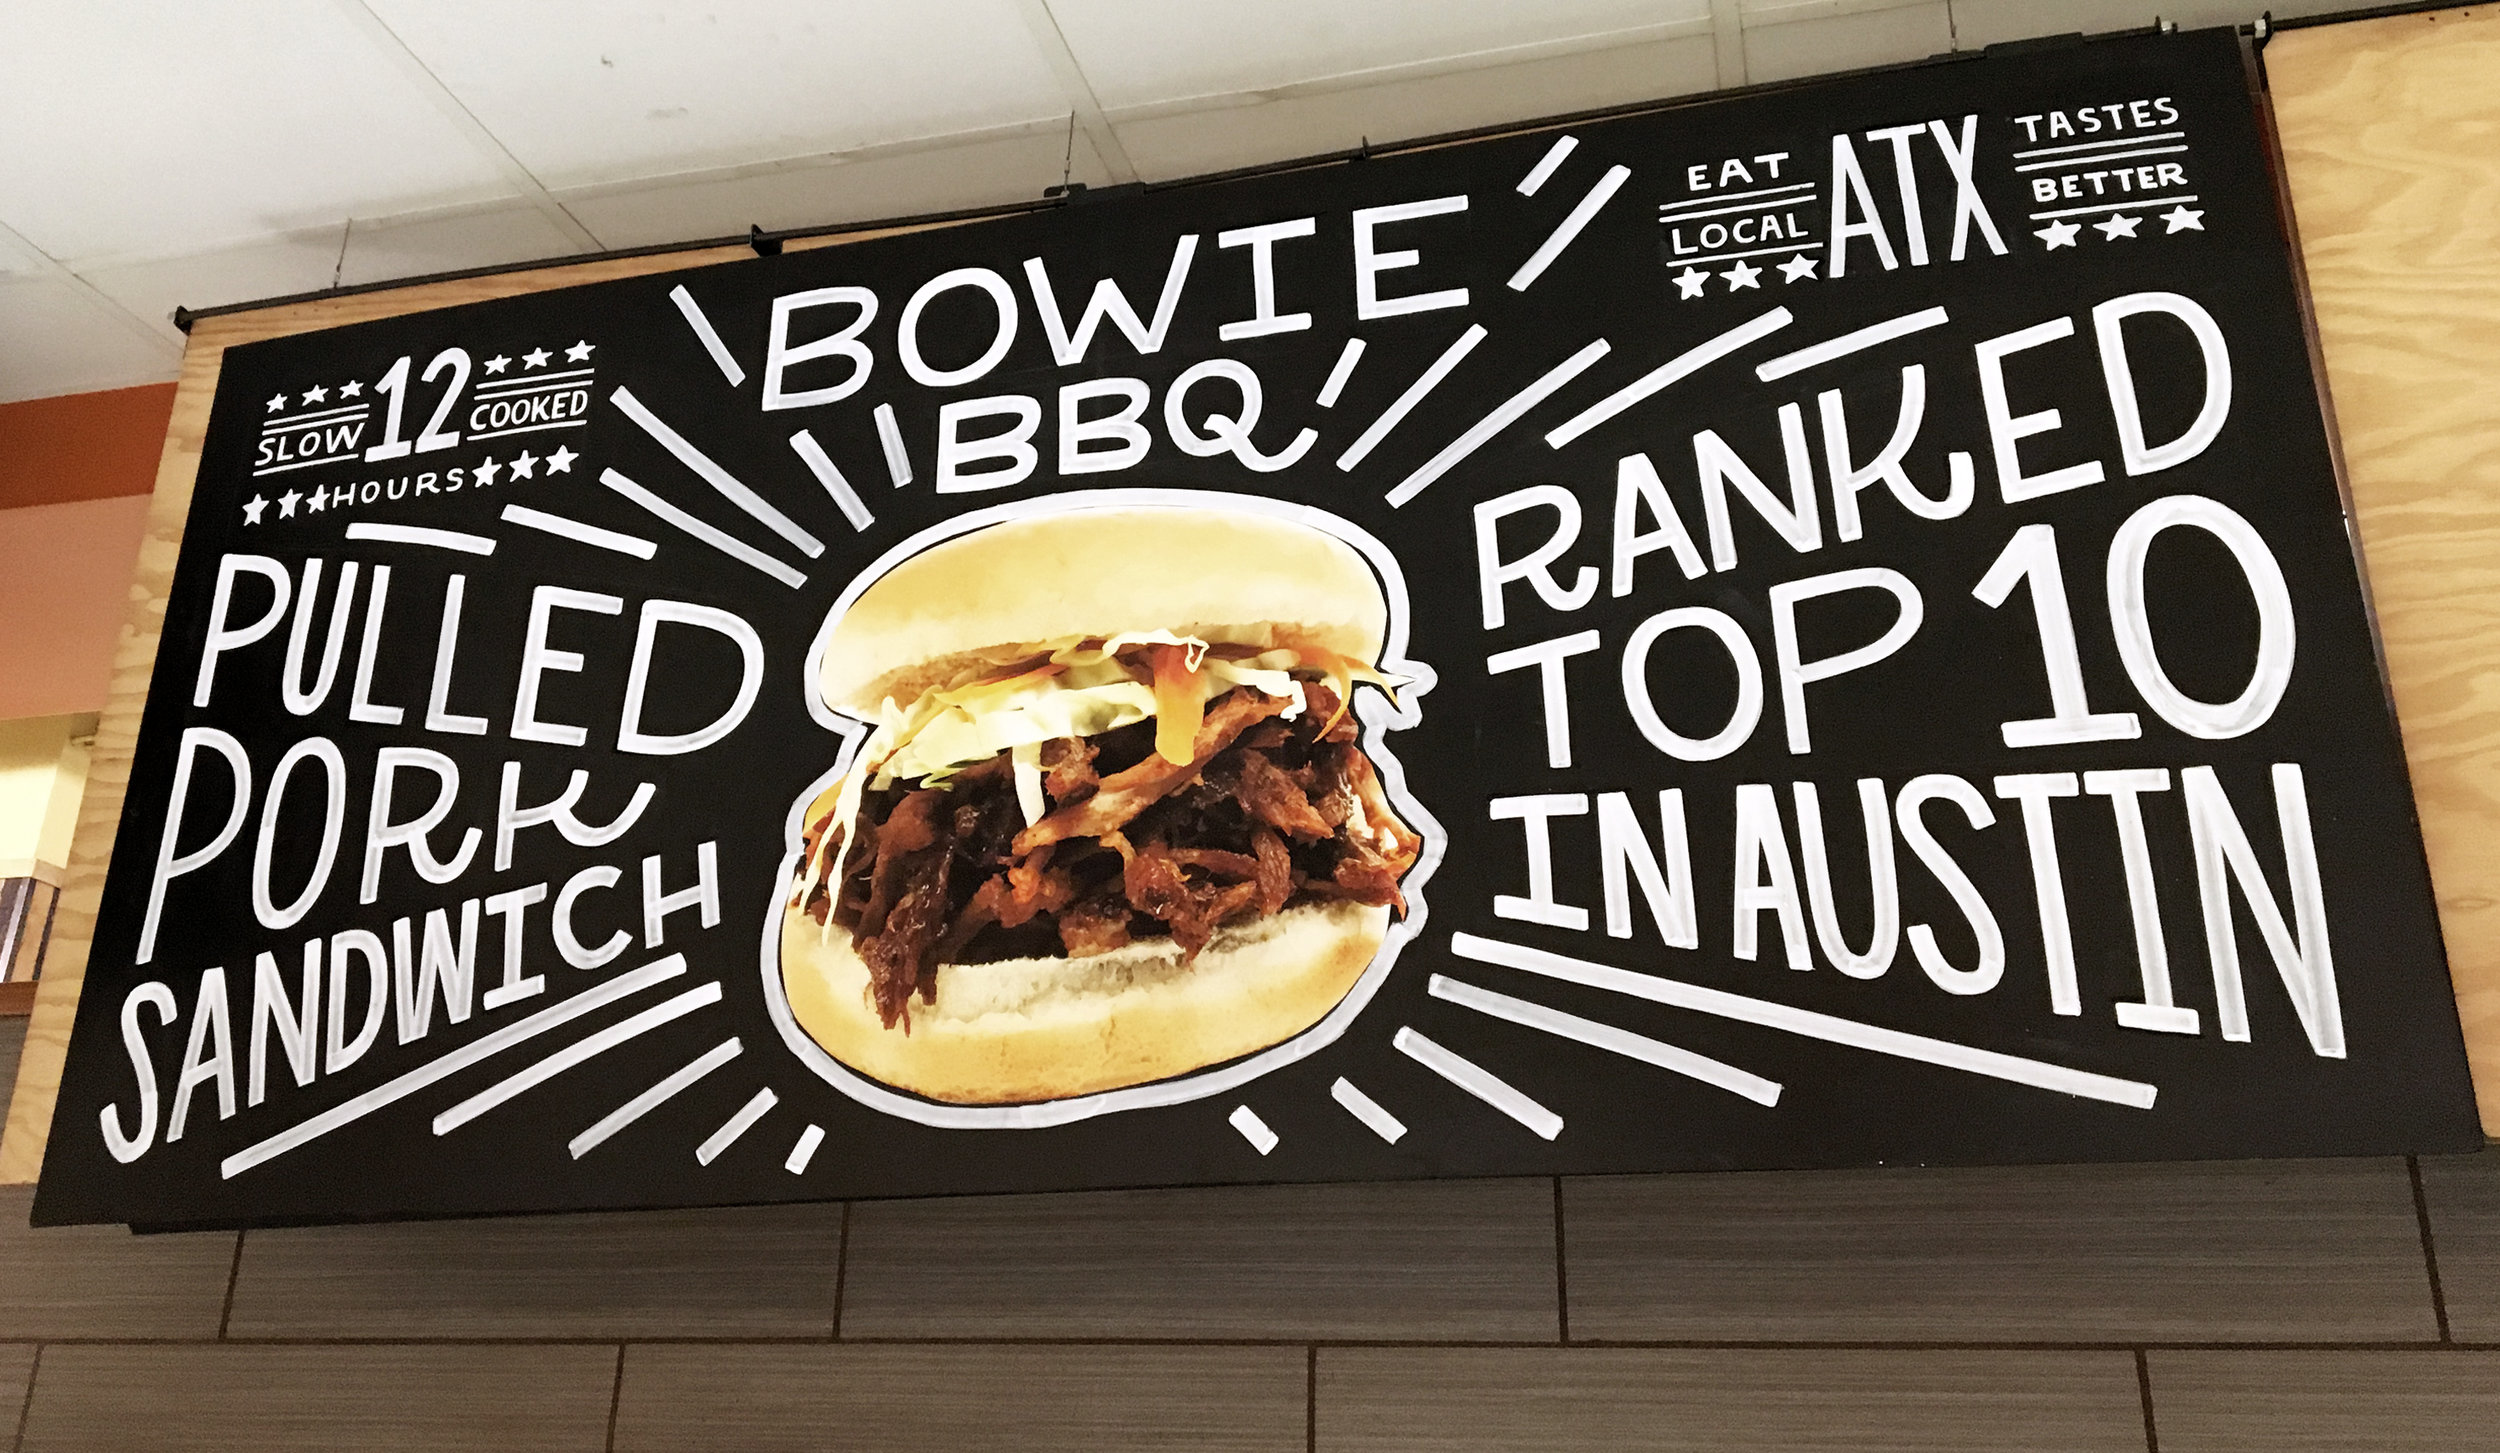 BOWIE
BBQ
SLOW 12 COOKED
HOURS
PULLED
PORK
SANDWICH
EAT
LOCAL
ATX
TASTES
BETTER
RANKED
TOP 10
IN AUSTIN